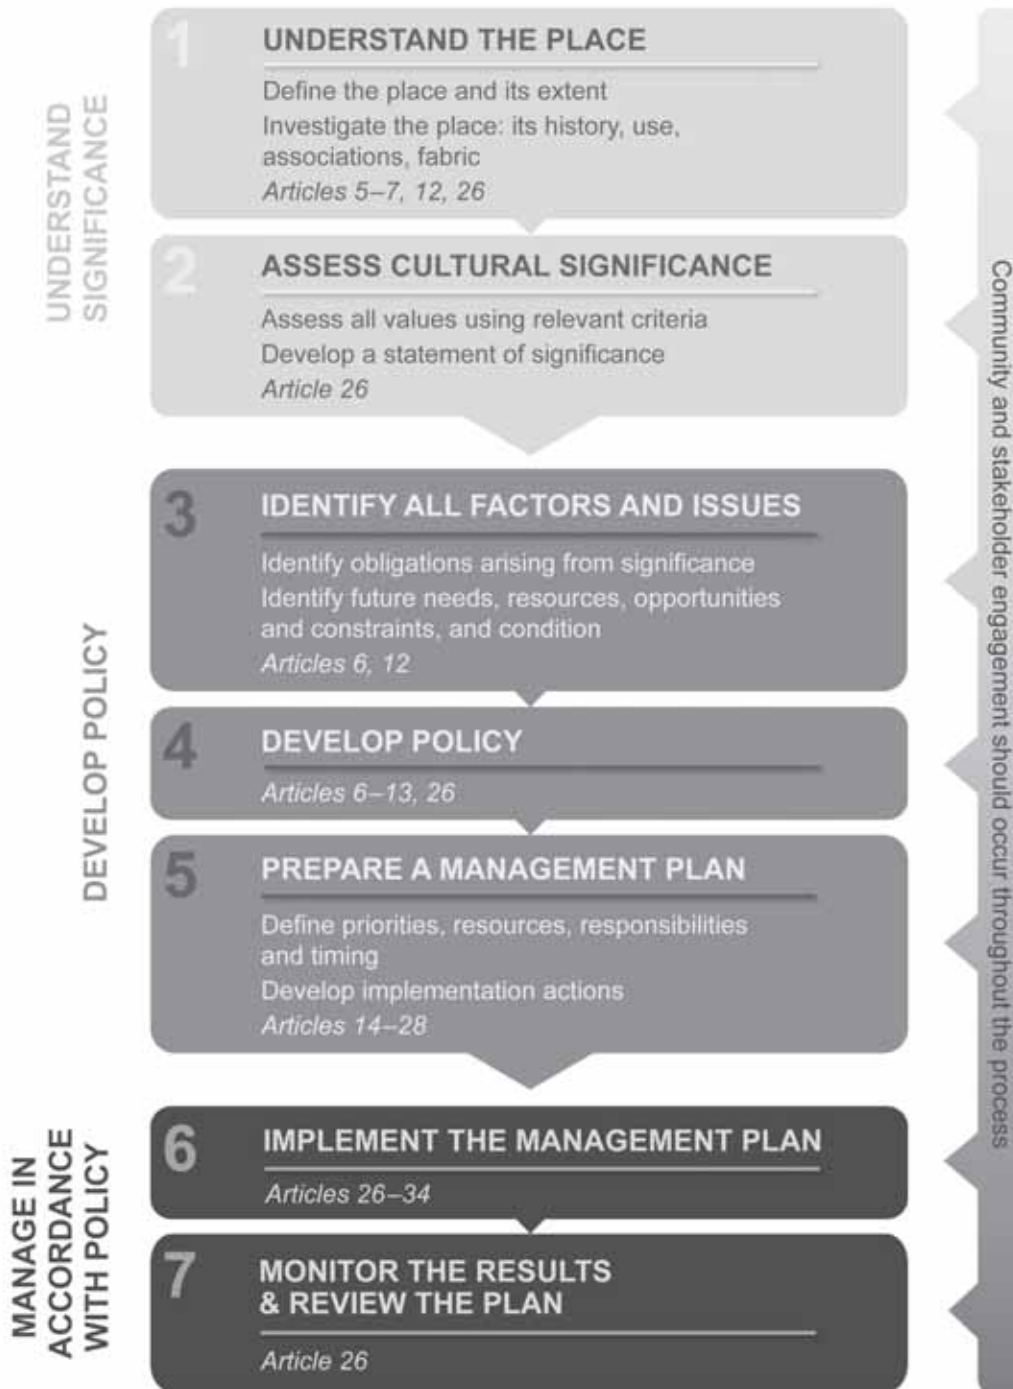 UNDERSTAND
SIGNIFICANCE
1
UNDERSTAND THE PLACE
Define the place and its extent
Investigate the place: its history, use,
associations, fabric
Articles 5–7, 12, 26
2
ASSESS CULTURAL SIGNIFICANCE
Assess all values using relevant criteria
Develop a statement of significance
Article 26
DEVELOP POLICY
3
IDENTIFY ALL FACTORS AND ISSUES
Identify obligations arising from significance
Identify future needs, resources, opportunities
and constraints, and condition
Articles 6, 12
4
DEVELOP POLICY
Articles 6–13, 26
5
PREPARE A MANAGEMENT PLAN
Define priorities, resources, responsibilities
and timing
Develop implementation actions
Articles 14–28
MANAGE IN
ACCORDANCE
WITH POLICY
6
IMPLEMENT THE MANAGEMENT PLAN
Articles 26–34
7
MONITOR THE RESULTS
& REVIEW THE PLAN
Article 26
Community and stakeholder engagement should occur throughout the process